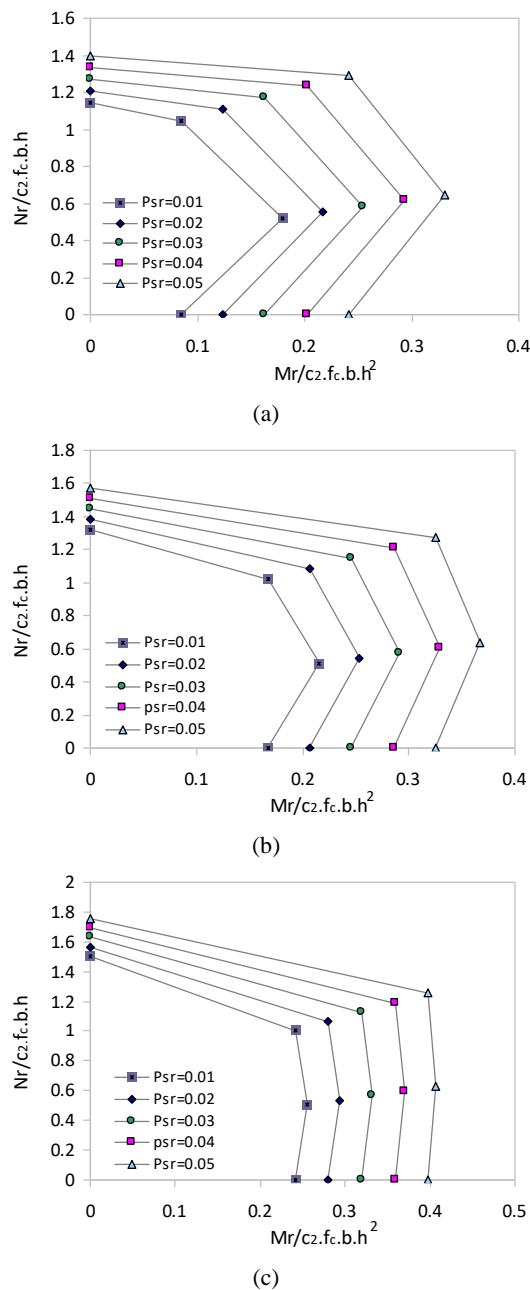 1.6
1.4
1.2
1
0.8
0.6
0.4
0.2
0
Nr/c2.fc.b.h
Psr=0.01
Psr=0.02
Psr=0.03
Psr=0.04
Psr=0.05
0 0.1 0.2 0.3 0.4
Mr/c2.fc.b.h2
(a)
1.8
1.6
1.4
1.2
1
0.8
0.6
0.4
0.2
0
Nr/c2.fc.b.h
Psr=0.01
Psr=0.02
Psr=0.03
psr=0.04
Psr=0.05
0 0.1 0.2 0.3 0.4
Mr/c2.fc.b.h2
(b)
2
1.8
1.6
1.4
1.2
1
0.8
0.6
0.4
0.2
0
Nr/c2.fc.b.h
Psr=0.01
Psr=0.02
Psr=0.03
psr=0.04
Psr=0.05
0 0.1 0.2 0.3 0.4 0.5
Mr/c2.fc.b.h2
(c)